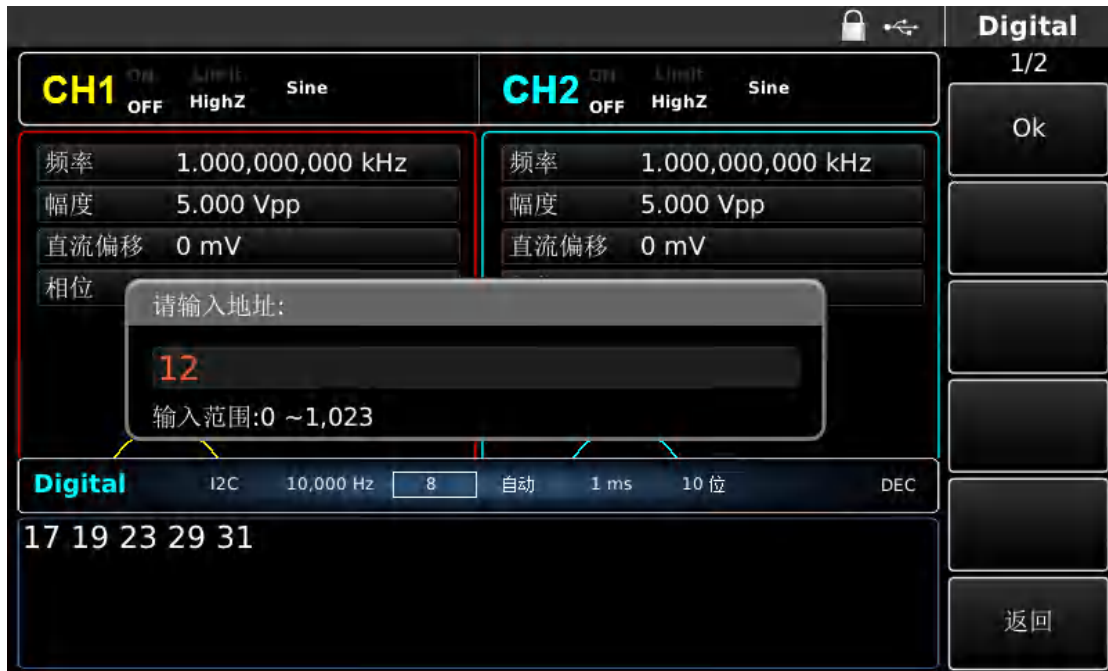 Digital
1/2
CH1 ON OFF Limit HighZ Sine
CH2 ON OFF Limit HighZ Sine
Ok
频率 1.000,000,000 kHz
频率 1.000,000,000 kHz
幅度 5.000 Vpp
幅度 5.000 Vpp
直流偏移 0 mV
直流偏移 0 mV
相位
请输入地址:
12
输入范围:0 ~1,023
Digital I2C 10,000 Hz 8 自动 1 ms 10 位 DEC
17 19 23 29 31
返回